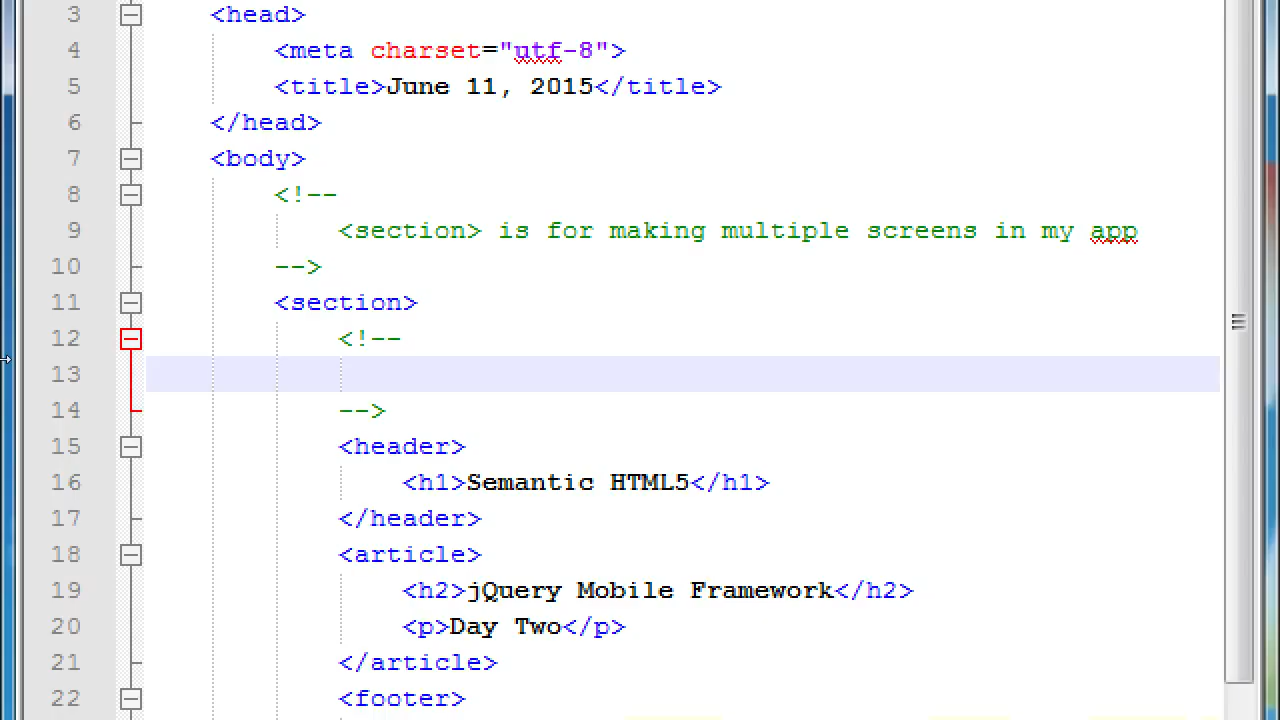 3 <head>
4 <meta charset="utf-8">
5 <title>June 11, 2015</title>
6 </head>
7 <body>
8 <!--
9 <section> is for making multiple screens in my app
10 -->
11 <section>
12 <!--
13
14 -->
15 <header>
16 <h1>Semantic HTML5</h1>
17 </header>
18 <article>
19 <h2>jQuery Mobile Framework</h2>
20 <p>Day Two</p>
21 </article>
22 <footer>